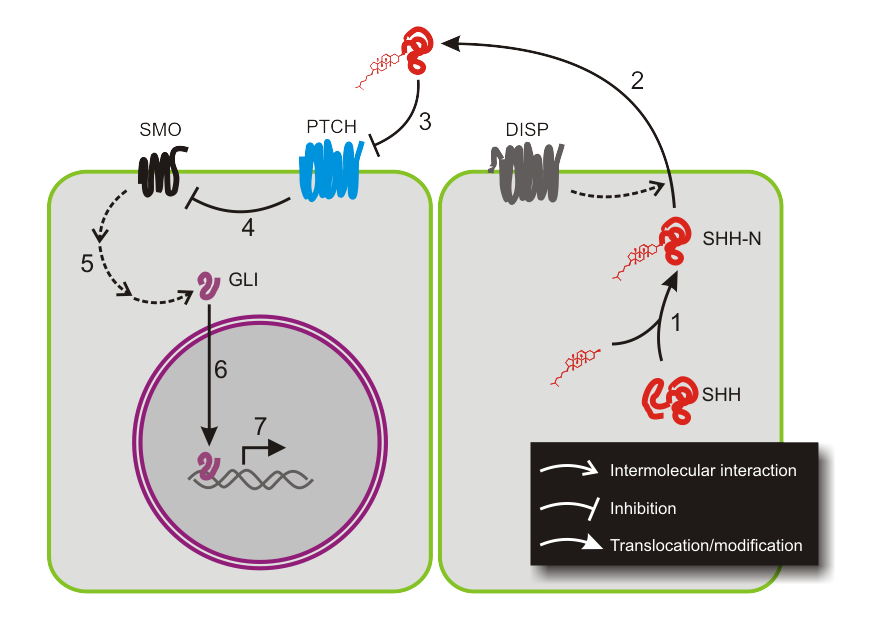 2
3
SMO
PTCH
DISP
4
5
GLI
SHH-N
1
6
SHH
7
Intermolecular interaction
Inhibition
Translocation/modification